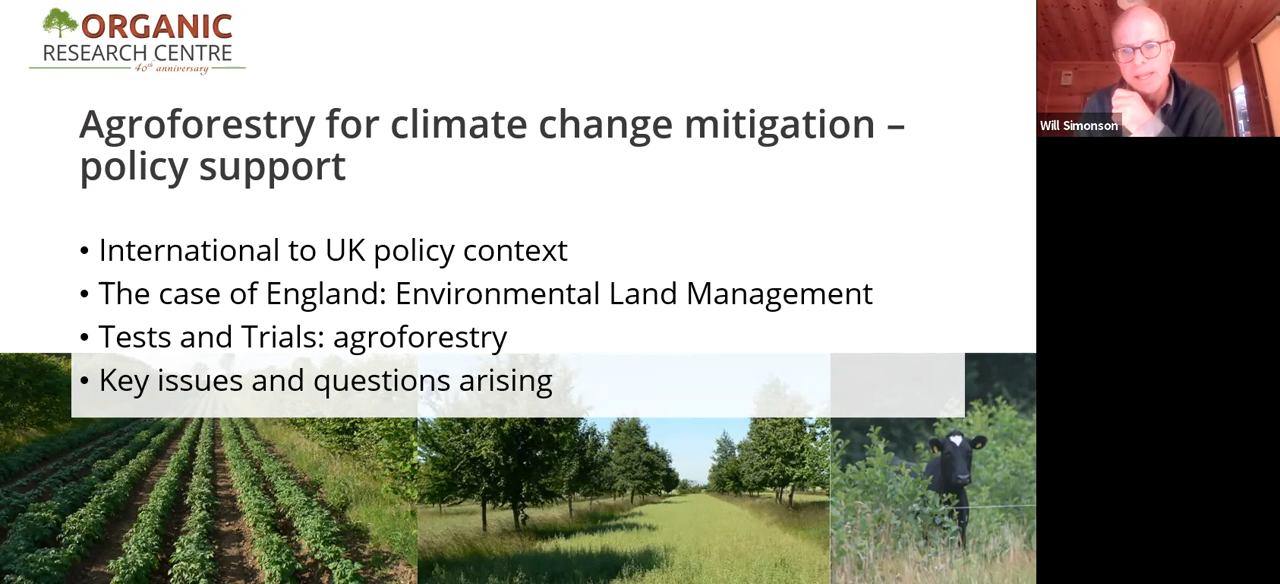 ORGANIC
RESEARCH CENTRE
40th anniversary
Agroforestry for climate change mitigation –
policy support
• International to UK policy context
• The case of England: Environmental Land Management
• Tests and Trials: agroforestry
• Key issues and questions arising
Will Simonson